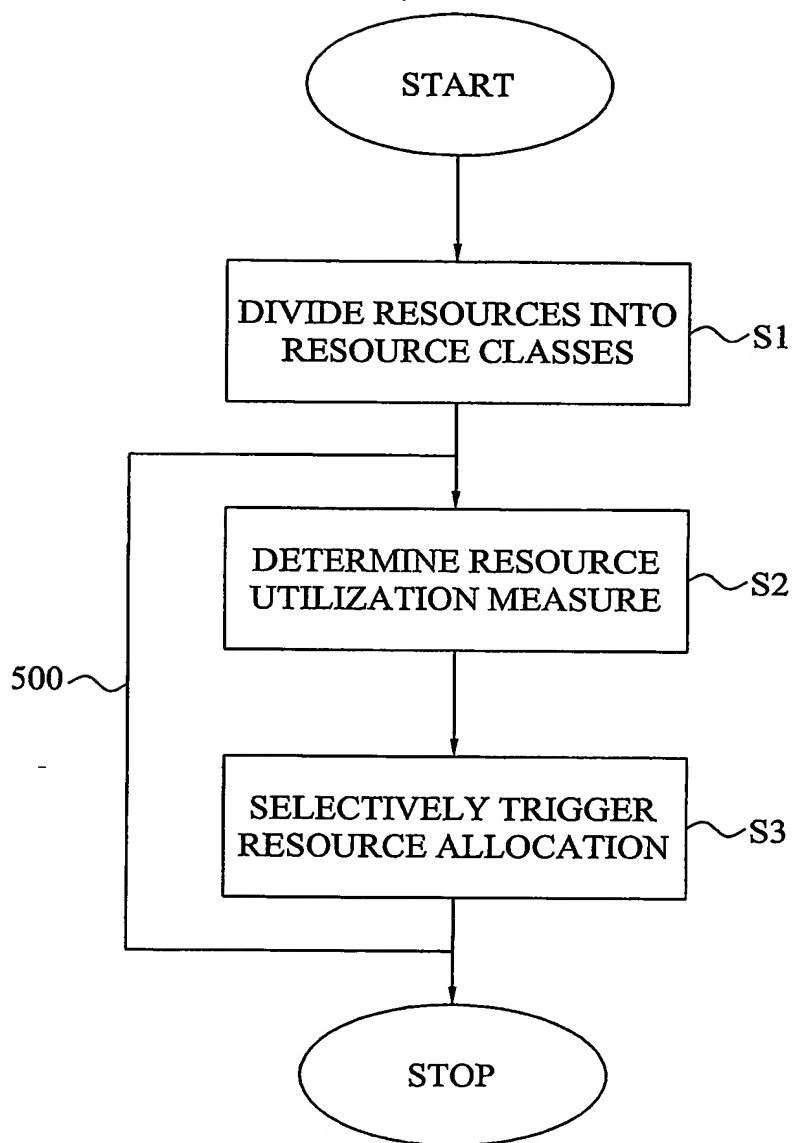 START
DIVIDE RESOURCES INTO
RESOURCE CLASSES
S1
DETERMINE RESOURCE
UTILIZATION MEASURE
S2
500
SELECTIVELY TRIGGER
RESOURCE ALLOCATION
S3
STOP